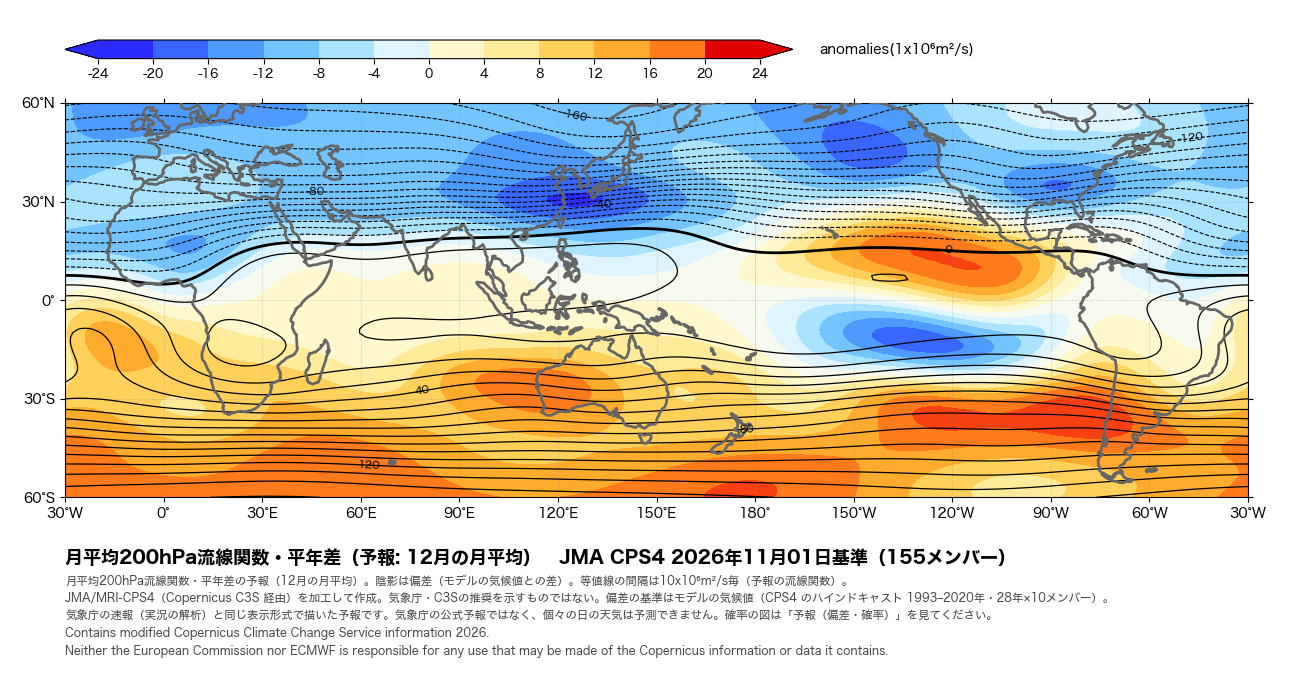 anomalies(1x10⁶m²/s)
-24 -20 -16 -12 -8 -4 0 4 8 12 16 20 24
60°N
30°N
0°
30°S
60°S
-160
-120
-80
-40
0
40
80
120
30°W 0° 30°E 60°E 90°E 120°E 150°E 180° 150°W 120°W 90°W 60°W 30°W
月平均200hPa流線関数・平年差（予報: 12月の月平均） JMA CPS4 2026年11月01日基準（155メンバー）
月平均200hPa流線関数・平年差の予報（12月の月平均）。陰影は偏差（モデルの気候値との差）。等値線の間隔は10x10⁶m²/s毎（予報の流線関数）。
JMA/MRI-CPS4（Copernicus C3S 経由）を加工して作成。気象庁・C3Sの推奨を示すものではない。偏差の基準はモデルの気候値（CPS4 のハインドキャスト 1993–2020年・28年×10メンバー）。
気象庁の速報（実況の解析）と同じ表示形式で描いた予報です。気象庁の公式予報ではなく、個々の日の天気は予測できません。確率の図は「予報（偏差・確率）」を見てください。
Contains modified Copernicus Climate Change Service information 2026.
Neither the European Commission nor ECMWF is responsible for any use that may be made of the Copernicus information or data it contains.